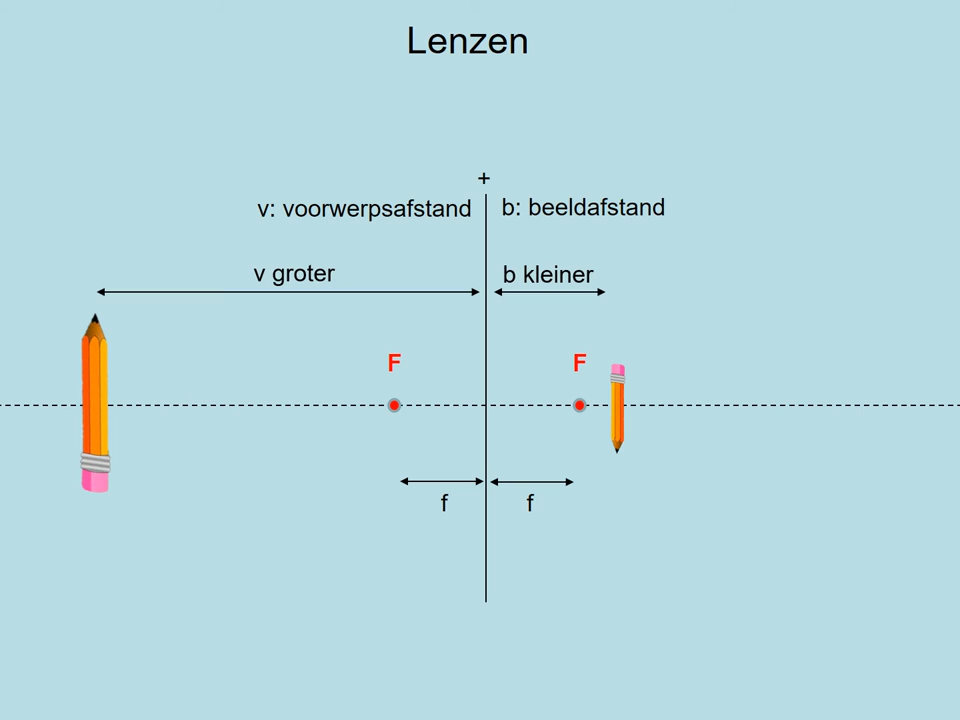 Lenzen
+
v: voorwerpsafstand
b: beeldafstand
v groter
b kleiner
F
F
f
f